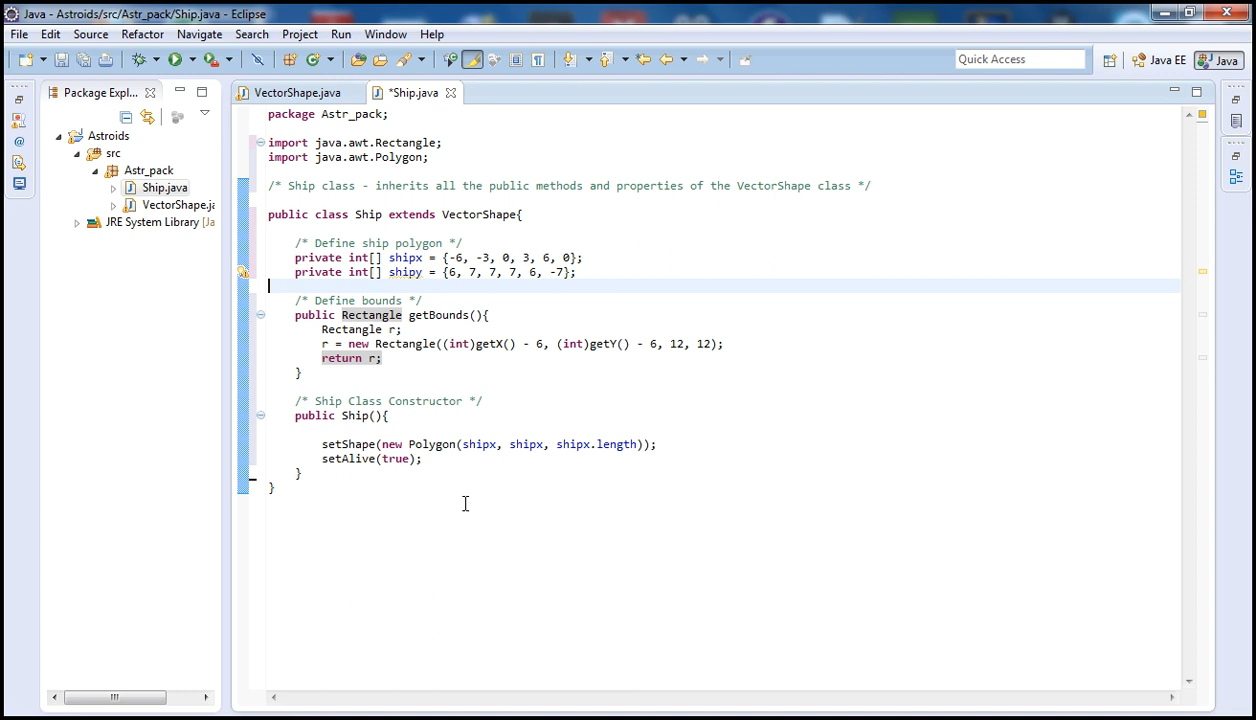 Java - Astroids/src/Astr_pack/Ship.java - Eclipse
File Edit Source Refactor Navigate Search Project Run Window Help
Quick Access
Java EE
Java
Package Expl...
VectorShape.java
*Ship.java
Astroids
src
Astr_pack
Ship.java
VectorShape.ja
JRE System Library [Ja
package Astr_pack;
import java.awt.Rectangle;
import java.awt.Polygon;
/* Ship class - inherits all the public methods and properties of the VectorShape class */
public class Ship extends VectorShape{
/* Define ship polygon */
private int[] shipx = {-6, -3, 0, 3, 6, 0};
private int[] shipy = {6, 7, 7, 7, 6, -7};
/* Define bounds */
public Rectangle getBounds(){
Rectangle r;
r = new Rectangle((int)getX() - 6, (int)getY() - 6, 12, 12);
return r;
}
/* Ship Class Constructor */
public Ship(){
setShape(new Polygon(shipx, shipx, shipx.length));
setAlive(true);
}
}